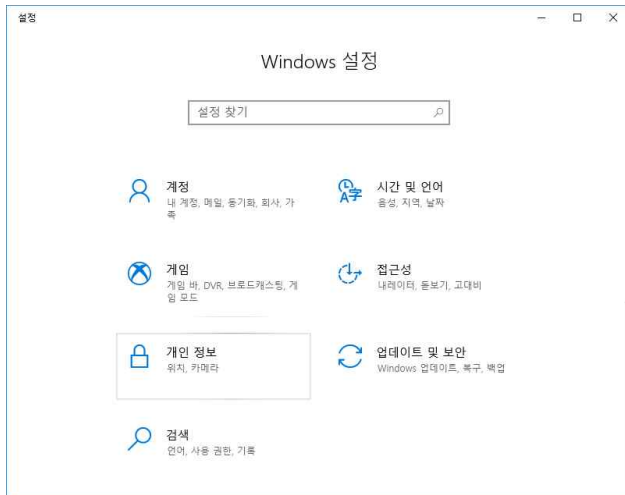 설정
Windows 설정
설정 찾기
계정
내 계정, 메일, 동기화, 회사, 가
족
시간 및 언어
음성, 지역, 날짜
게임
게임 바, DVR, 브로드캐스팅, 게
임 모드
접근성
내레이터, 돋보기, 고대비
개인 정보
위치, 카메라
업데이트 및 보안
Windows 업데이트, 복구, 백업
검색
언어, 사용 권한, 기록